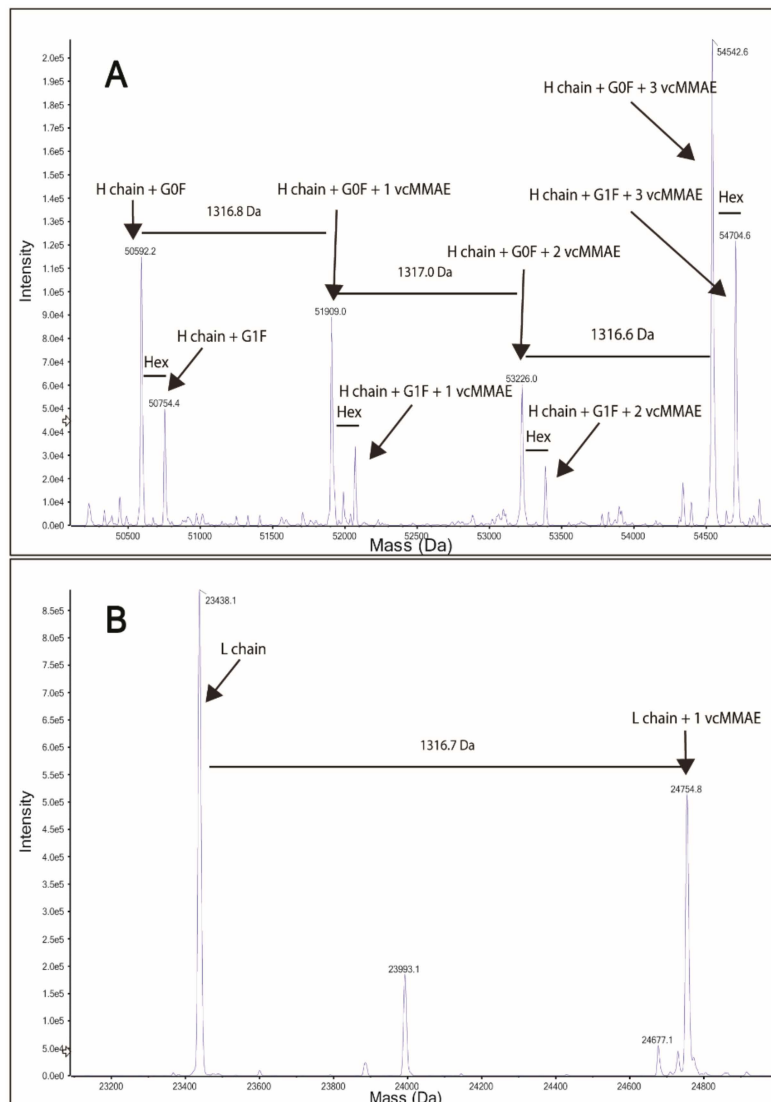 A
54542.6
2.0e5
1.9e5
1.8e5
H chain + G0F + 3 vcMMAE
1.7e5
1.6e5
1.5e5
H chain + G0F
H chain + G0F + 1 vcMMAE
H chain + G1F + 3 vcMMAE
Hex
1.4e5
1316.8 Da
1.3e5
54704.6
H chain + G0F + 2 vcMMAE
1.2e5
50592.2
1.1e5
1317.0 Da
1.0e5
51909.0
9.0e4
1316.6 Da
8.0e4
H chain + G1F
7.0e4
53226.0
Hex
6.0e4
H chain + G1F + 1 vcMMAE
H chain + G1F + 2 vcMMAE
50754.4
Hex
5.0e4
Hex
4.0e4
3.0e4
2.0e4
1.0e4
0.0e0
Intensity
50500 51000 51500 52000 52500 53000 53500 54000 54500
Mass (Da)
B
23438.1
8.5e5
8.0e5
L chain
7.5e5
7.0e5
L chain + 1 vcMMAE
6.5e5
1316.7 Da
6.0e5
5.5e5
24754.8
5.0e5
4.5e5
4.0e5
3.5e5
3.0e5
2.5e5
2.0e5
23993.1
1.5e5
1.0e5
24677.1
5.0e4
0.0e0
Intensity
23200 23400 23600 23800 24000 24200 24400 24600 24800
Mass (Da)